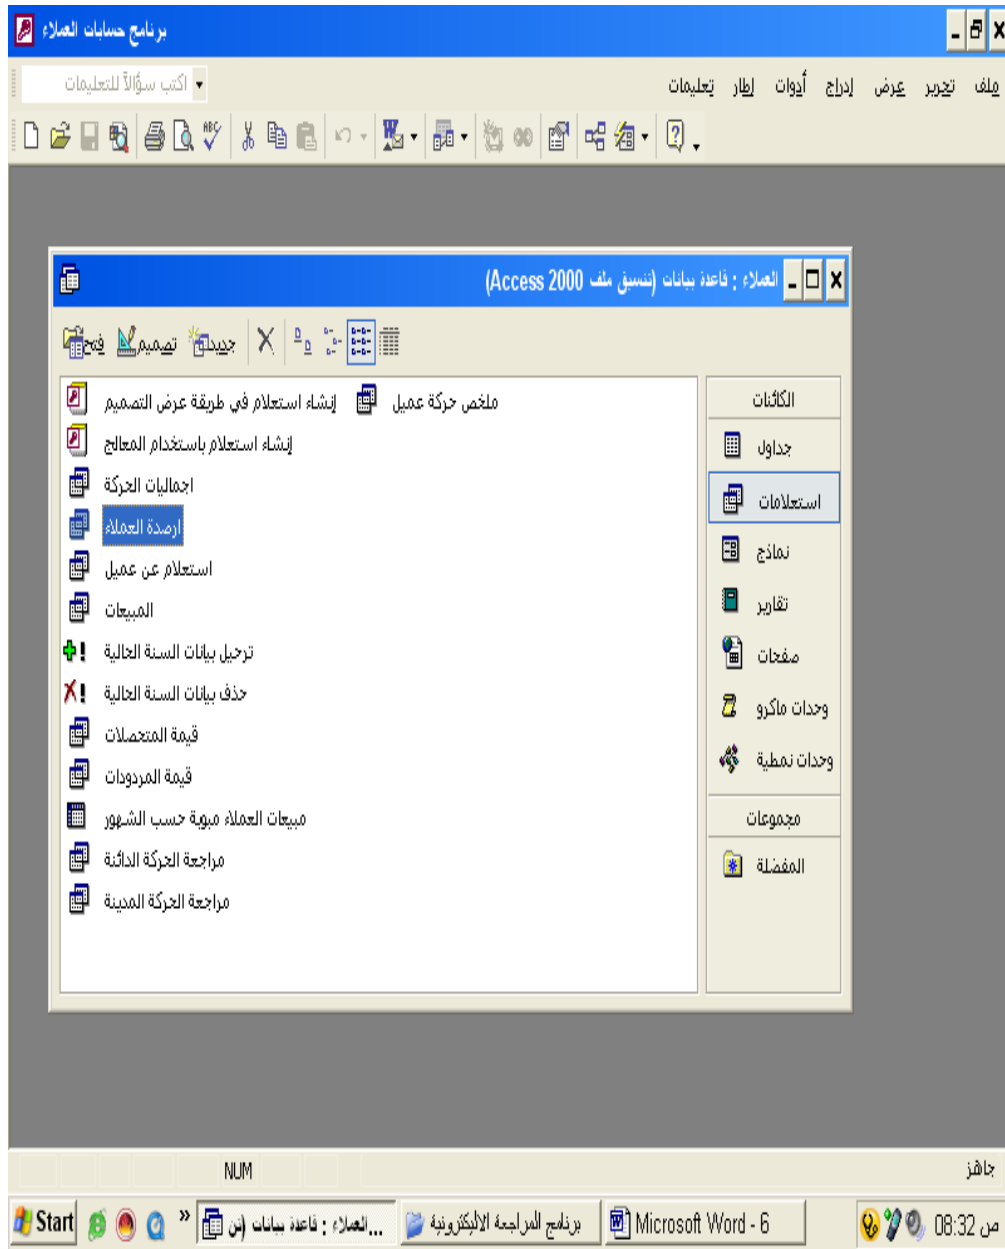 برنامج حسابات العملاء
ملف تحرير عرض إدراج أدوات إطار تعليمات
اكتب سؤالاً للتعليمات
العملاء : قاعدة بيانات (تنسيق ملف Access 2000)
فتح تصميم جديد
الكائنات
جداول
استعلامات
نماذج
تقارير
صفحات
وحدات ماكرو
وحدات نمطية
مجموعات
المفضلة
إنشاء استعلام في طريقة عرض التصميم
إنشاء استعلام باستخدام المعالج
اجماليات الحركة
ارصدة العملاء
استعلام عن عميل
المبيعات
ترحيل بيانات السنة الحالية
حذف بيانات السنة الحالية
قيمة المتحصلات
قيمة المردودات
مبيعات العملاء مبوبة حسب الشهور
مراجعة الحركة الدائنة
مراجعة الحركة المدينة
ملخص حركة عميل
جاهز
NUM
Start
العملاء : قاعدة بيانات (تن...
برنامج المراجعة الاليكترونية
Microsoft Word - 6
08:32 ص